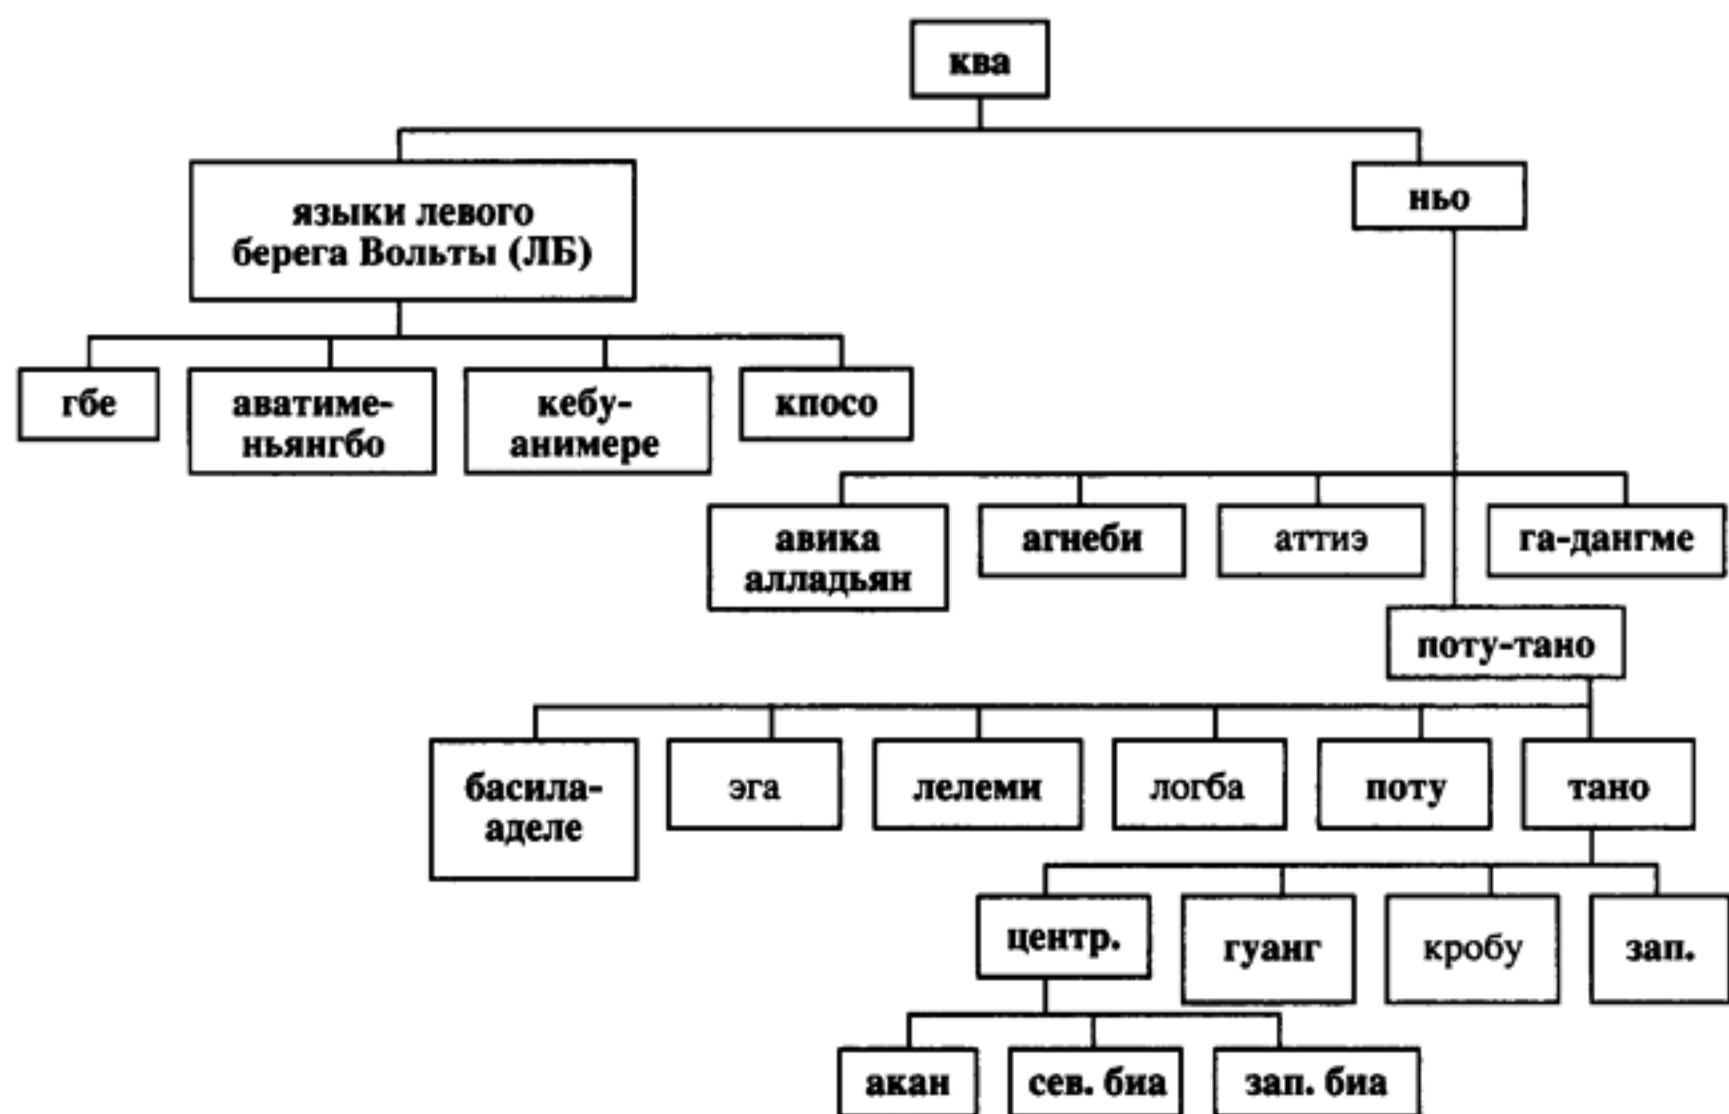 ква
языки левого
берега Вольты (ЛБ)
ньо
гбе
аватиме-
ньянгбо
кебу-
анимере
кпосо
авика
алладьян
агнеби
аттиэ
га-дангме
поту-тано
басила-
аделе
эга
лелеми
логба
поту
тано
центр.
гуанг
кробу
зап.
акан
сев. биа
зап. биа